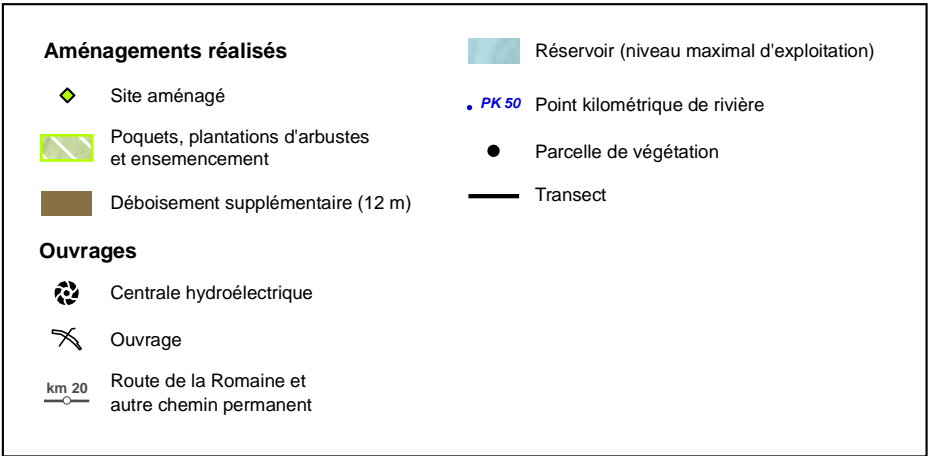 Aménagements réalisés
Site aménagé
Poquets, plantations d'arbustes
et ensemencement
Déboisement supplémentaire (12 m)
Ouvrages
Centrale hydroélectrique
Ouvrage
km 20
Route de la Romaine et
autre chemin permanent
Réservoir (niveau maximal d'exploitation)
PK 50 Point kilométrique de rivière
Parcelle de végétation
Transect